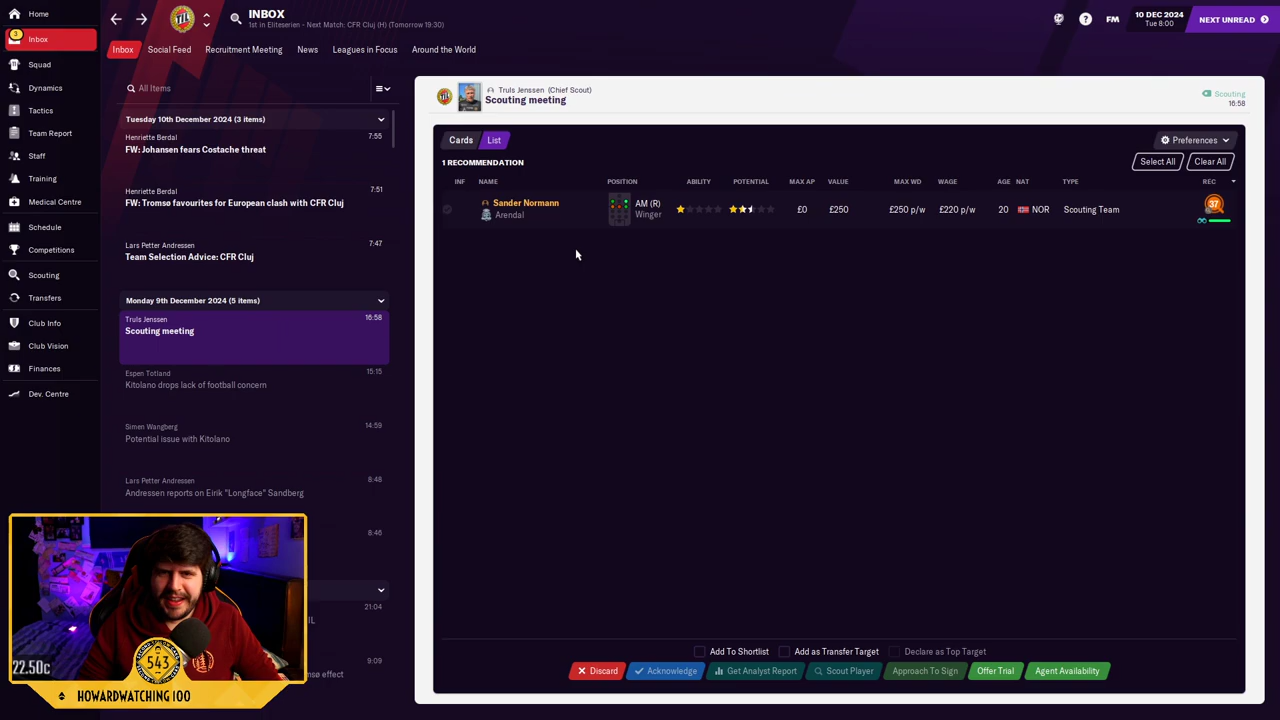 Home
INBOX
1st in Eliteserien - Next Match: CFR Cluj (H) (Tomorrow 19:30)
FM
10 DEC 2024
Tue 8:00
NEXT UNREAD
3
Inbox
Squad
Dynamics
Tactics
Team Report
Staff
Training
Medical Centre
Schedule
Competitions
Scouting
Transfers
Club Info
Club Vision
Finances
Dev. Centre
Inbox
Social Feed
Recruitment Meeting
News
Leagues in Focus
Around the World
All Items
Tuesday 10th December 2024 (3 items)
Henriette Berdal 7:55
FW: Johansen fears Costache threat
Henriette Berdal 7:51
FW: Tromsø favourites for European clash with CFR Cluj
Lars Petter Andressen 7:47
Team Selection Advice: CFR Cluj
Monday 9th December 2024 (5 items)
Truls Jenssen 16:58
Scouting meeting
Espen Totland 15:15
Kitolano drops lack of football concern
Simen Wangberg 14:59
Potential issue with Kitolano
Lars Petter Andressen 8:48
Andressen reports on Eirik "Longface" Sandberg
8:46
21:04
IL
9:09
msø effect
TIL
Truls Jenssen (Chief Scout)
Scouting meeting
Scouting
16:58
Cards
List
Preferences
1 RECOMMENDATION
Select All
Clear All
INF NAME POSITION ABILITY POTENTIAL MAX AP VALUE MAX WD WAGE AGE NAT TYPE REC
Sander Normann AM (R) £0 £250 £250 p/w £220 p/w 20 NOR Scouting Team 37
Arendal Winger
Add To Shortlist
Add as Transfer Target
Declare as Top Target
Discard
Acknowledge
Get Analyst Report
Scout Player
Approach To Sign
Offer Trial
Agent Availability
22.50c
543
HOWARDWATCHING 100